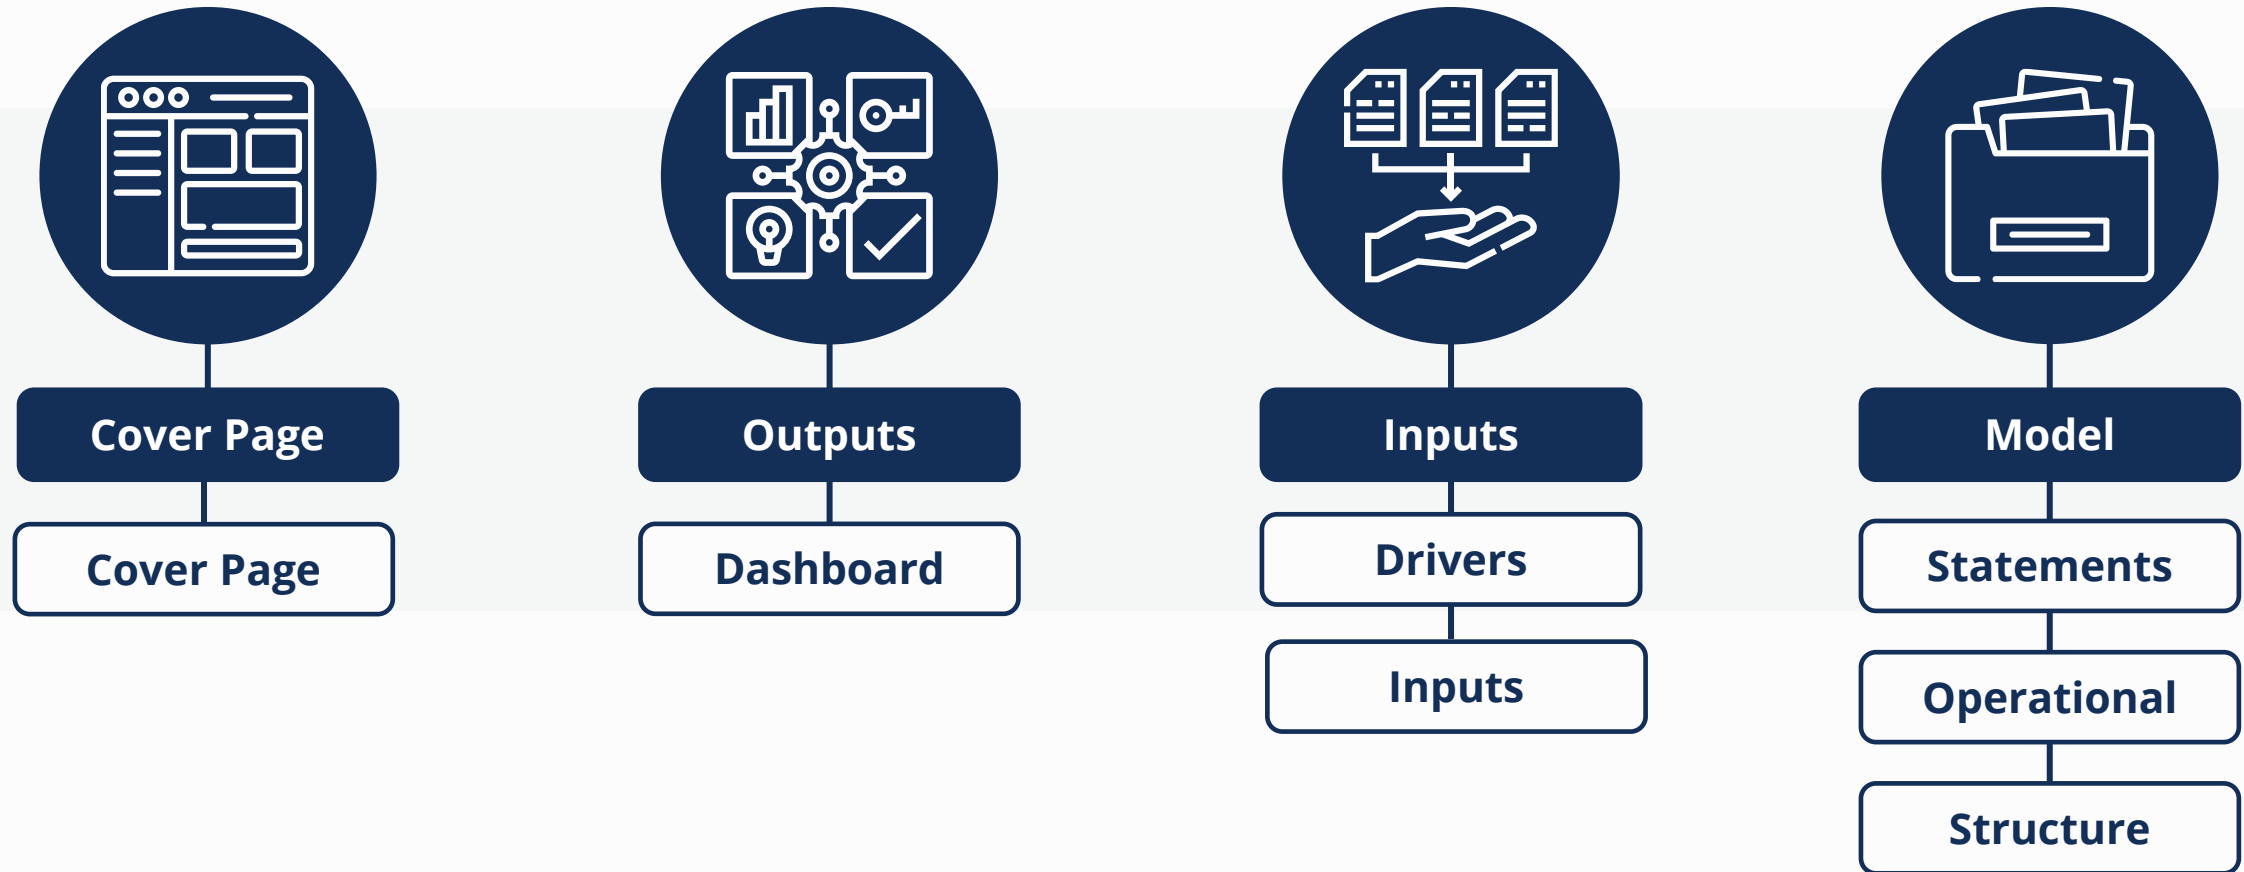 Cover Page
Outputs
Inputs
Model
Cover Page
Dashboard
Drivers
Statements
Inputs
Operational
Structure